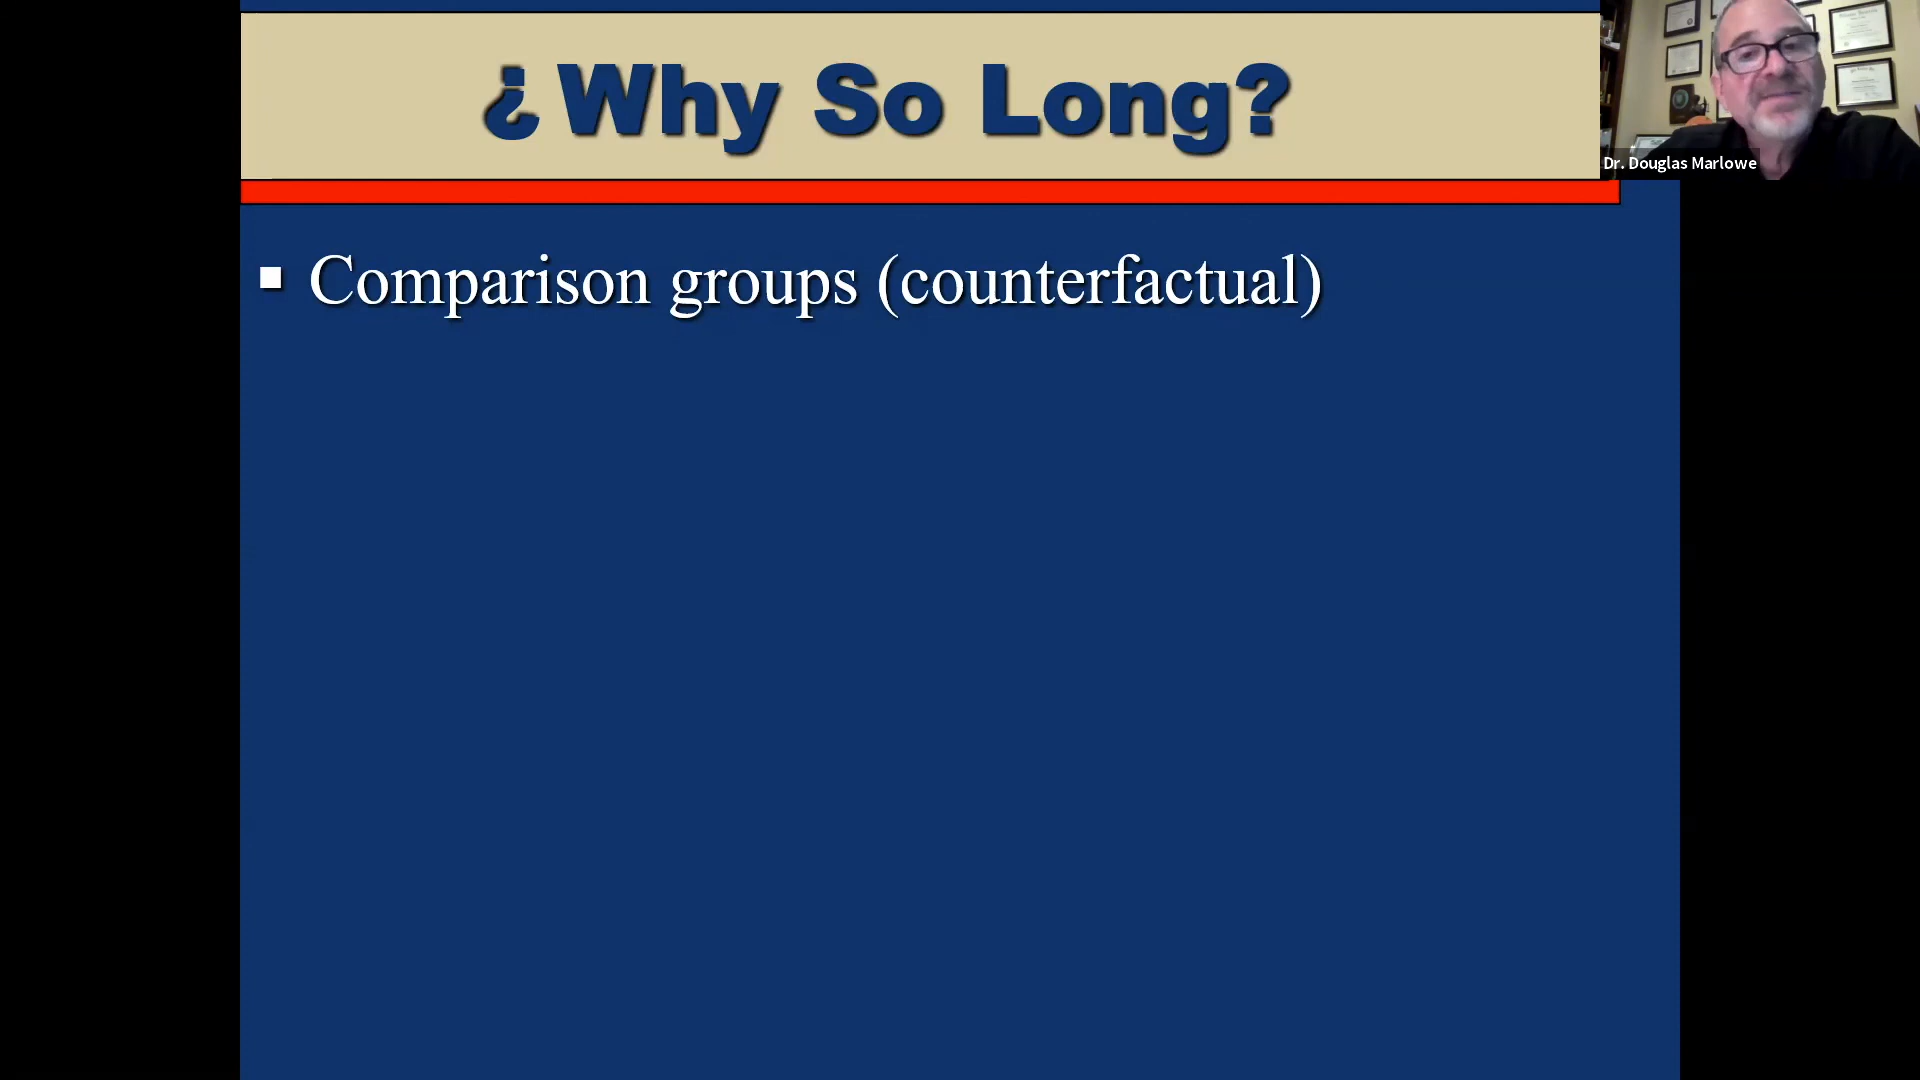 ¿Why So Long?
Dr. Douglas Marlowe
▪ Comparison groups (counterfactual)